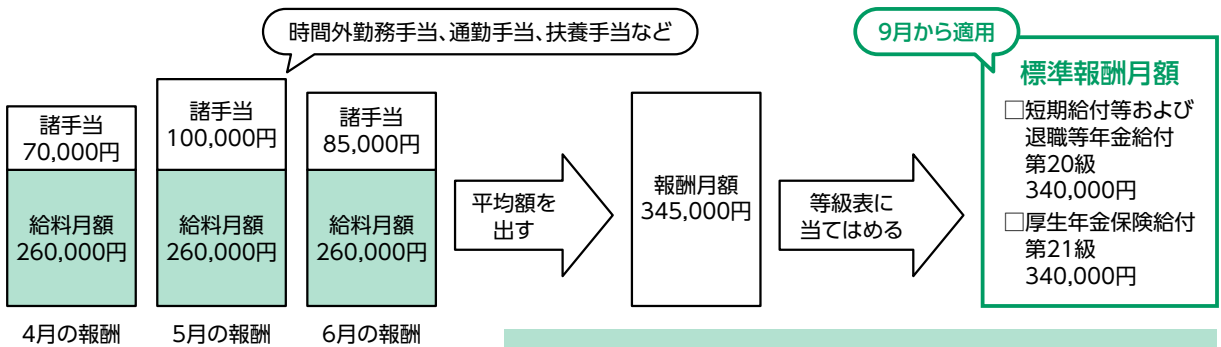 時間外勤務手当、通勤手当、扶養手当など
9月から適用
諸手当
70,000円
給料月額
260,000円
4月の報酬
諸手当
100,000円
給料月額
260,000円
5月の報酬
諸手当
85,000円
給料月額
260,000円
6月の報酬
平均額を
出す
報酬月額
345,000円
等級表に
当てはめる
標準報酬月額
□短期給付等および
退職等年金給付
第20級
340,000円
□厚生年金保険給付
第21級
340,000円